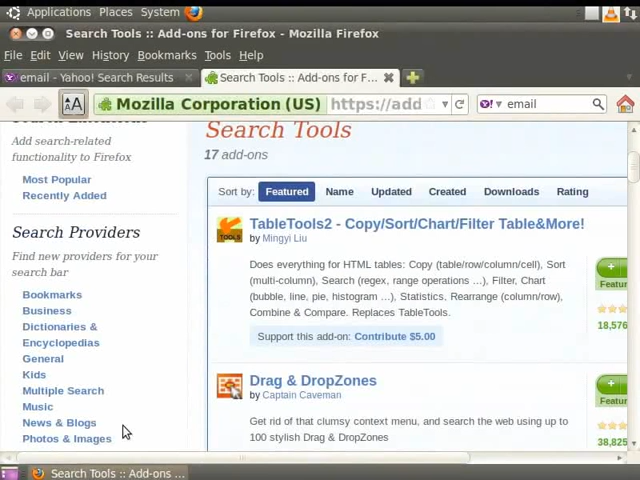 Applications Places System
Search Tools :: Add-ons for Firefox - Mozilla Firefox
File Edit View History Bookmarks Tools Help
email - Yahoo! Search Results
Search Tools :: Add-ons for F...
AA Mozilla Corporation (US) https://add email
Add search-related
functionality to Firefox
Most Popular
Recently Added
Search Providers
Find new providers for your
search bar
Bookmarks
Business
Dictionaries &
Encyclopedias
General
Kids
Multiple Search
Music
News & Blogs
Photos & Images
Search Tools
17 add-ons
Sort by: Featured Name Updated Created Downloads Rating
TOOLS
TableTools2 - Copy/Sort/Chart/Filter Table&More!
by Mingyi Liu
Does everything for HTML tables: Copy (table/row/column/cell), Sort
(multi-column), Search (regex, range operations ...), Filter, Chart
(bubble, line, pie, histogram ...), Statistics, Rearrange (column/row),
Combine & Compare. Replaces TableTools.
Support this add-on: Contribute $5.00
Featur
18,576
Drag & DropZones
by Captain Caveman
Get rid of that clumsy context menu, and search the web using up to
100 stylish Drag & DropZones
Featur
38,825
Search Tools :: Add-ons ...